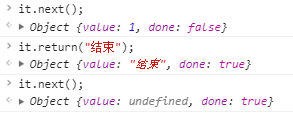 > it.next();
< ▶ Object {value: 1, done: false}
> it.return("结束");
< ▶ Object {value: "结束", done: true}
> it.next();
< ▶ Object {value: undefined, done: true}